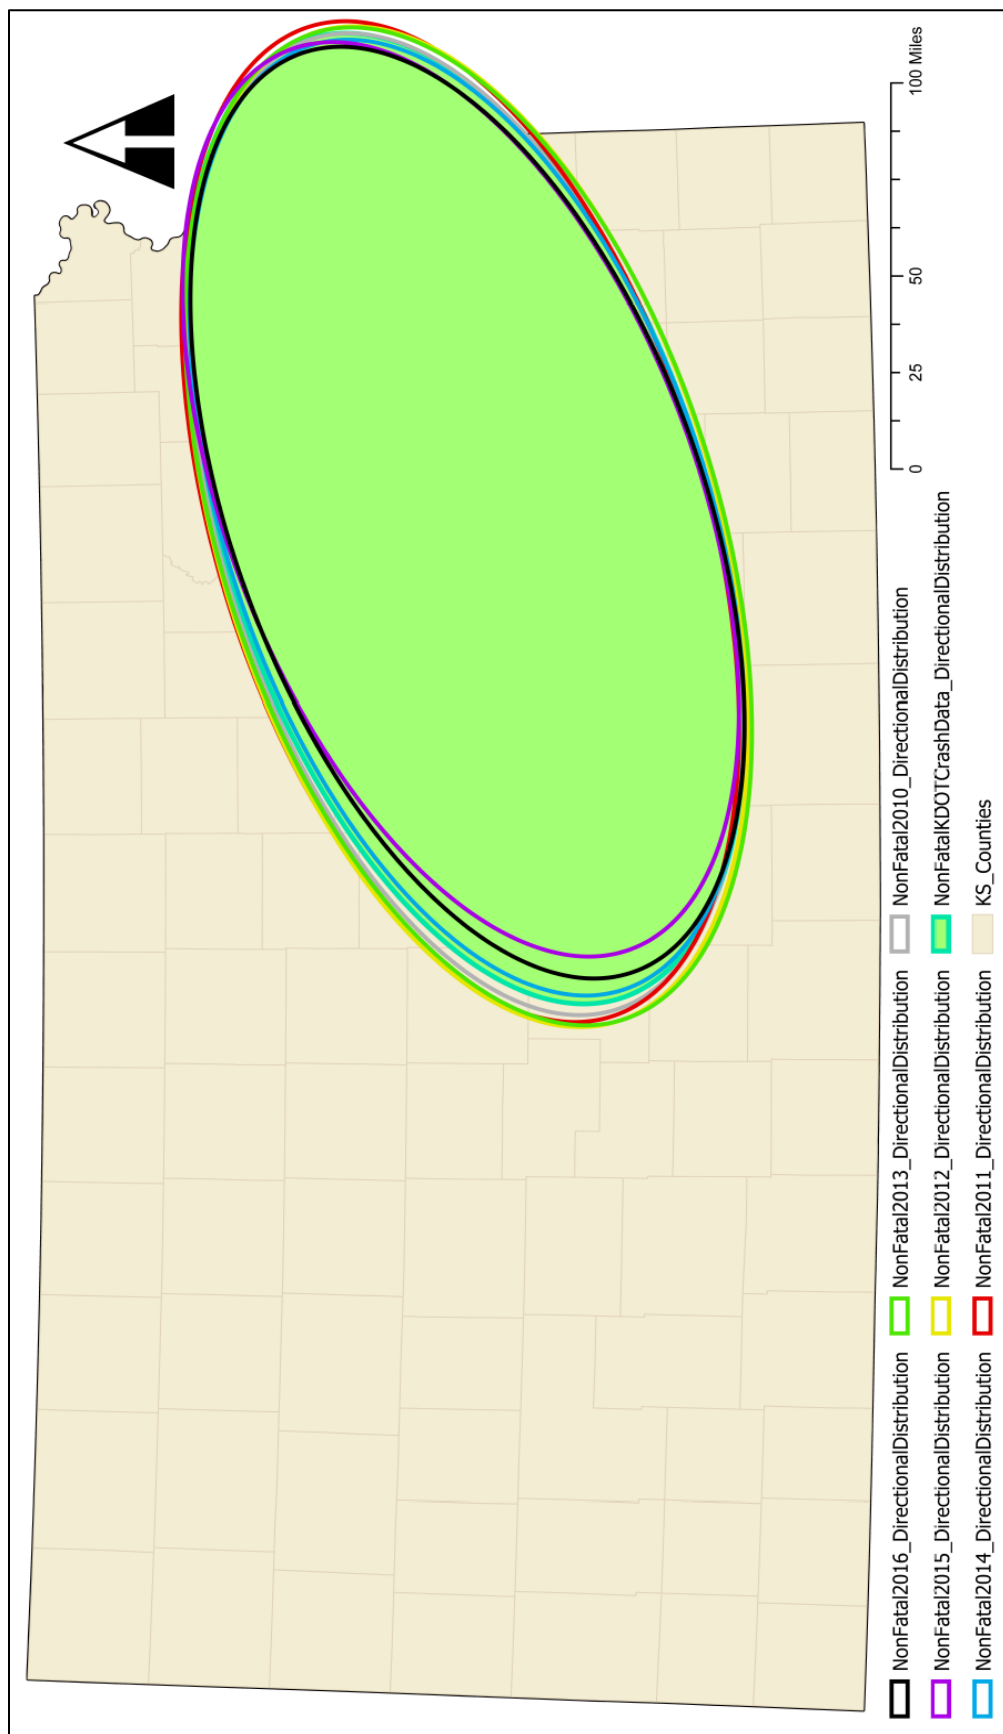 N
0 25 50 100 Miles
NonFatal2016_DirectionalDistribution NonFatal2013_DirectionalDistribution NonFatal2010_DirectionalDistribution
NonFatal2015_DirectionalDistribution NonFatal2012_DirectionalDistribution NonFatalKDOTCrashData_DirectionalDistribution
NonFatal2014_DirectionalDistribution NonFatal2011_DirectionalDistribution KS_Counties